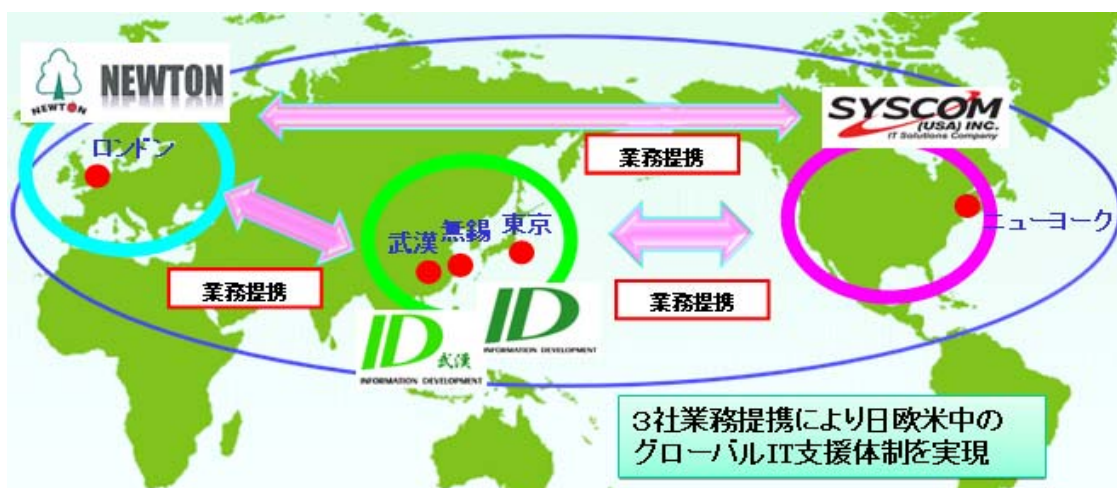 NEWTON
NEWTON
SYSCOM
(USA) INC.
IT Solutions Company
ロンドン
業務提携
武漢
無錫
東京
ニューヨーク
業務提携
業務提携
ID
武漢
INFORMATION DEVELOPMENT
ID
INFORMATION DEVELOPMENT
3社業務提携により日欧米中の
グローバルIT支援体制を実現